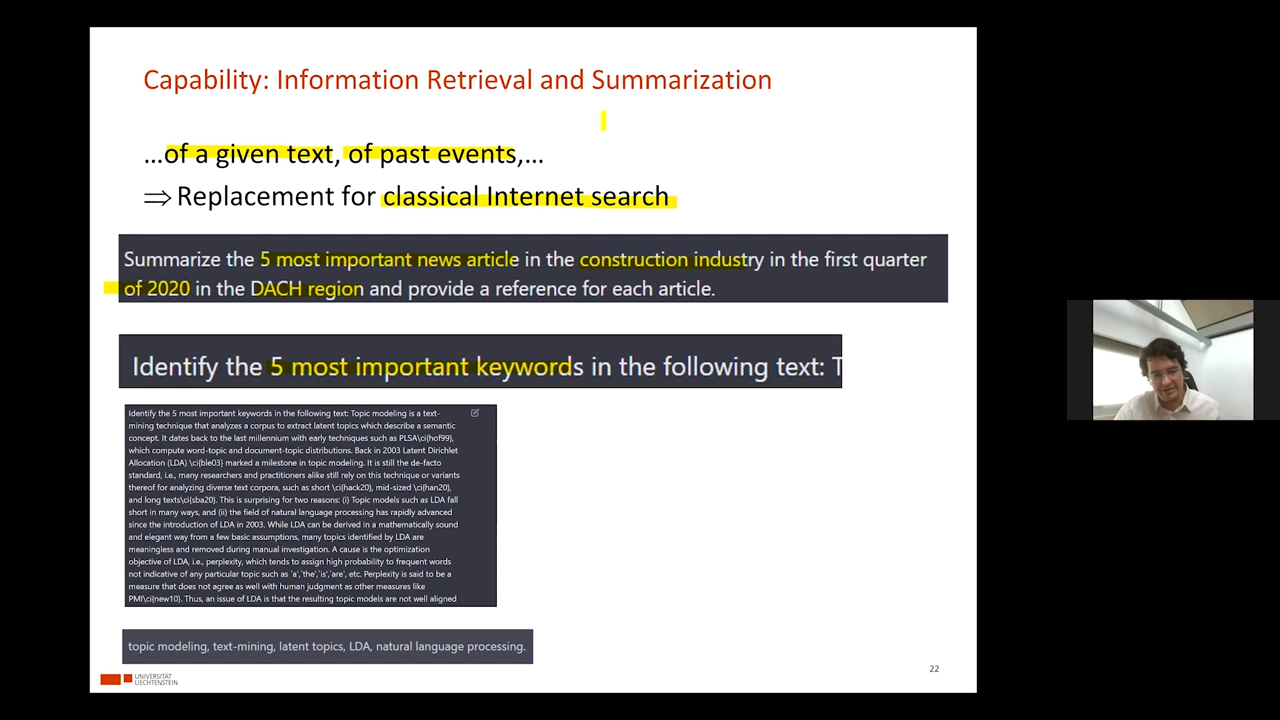 Capability: Information Retrieval and Summarization
...of a given text, of past events,...
⇒ Replacement for classical Internet search
Summarize the 5 most important news article in the construction industry in the first quarter
of 2020 in the DACH region and provide a reference for each article.
Identify the 5 most important keywords in the following text: T
Identify the 5 most important keywords in the following text: Topic modeling is a text-
mining technique that analyzes a corpus to extract latent topics which describe a semantic
concept. It dates back to the last millennium with early techniques such as PLSA\ci{hof99},
which compute word-topic and document-topic distributions. Back in 2003 Latent Dirichlet
Allocation (LDA) \ci{ble03} marked a milestone in topic modeling. It is still the de-facto
standard, i.e., many researchers and practitioners alike still rely on this technique or variants
thereof for analyzing diverse text corpora, such as short \ci{hack20}, mid-sized \ci{han20},
and long texts\ci{sba20}. This is surprising for two reasons: (i) Topic models such as LDA fall
short in many ways, and (ii) the field of natural language processing has rapidly advanced
since the introduction of LDA in 2003. While LDA can be derived in a mathematically sound
and elegant way from a few basic assumptions, many topics identified by LDA are
meaningless and removed during manual investigation. A cause is the optimization
objective of LDA, i.e., perplexity, which tends to assign high probability to frequent words
not indicative of any particular topic such as `a',`the',`is',`are', etc. Perplexity is said to be a
measure that does not agree as well with human judgment as other measures like
PMI\ci{new10}. Thus, an issue of LDA is that the resulting topic models are not well aligned
topic modeling, text-mining, latent topics, LDA, natural language processing.
UNIVERSITÄT
LIECHTENSTEIN
22